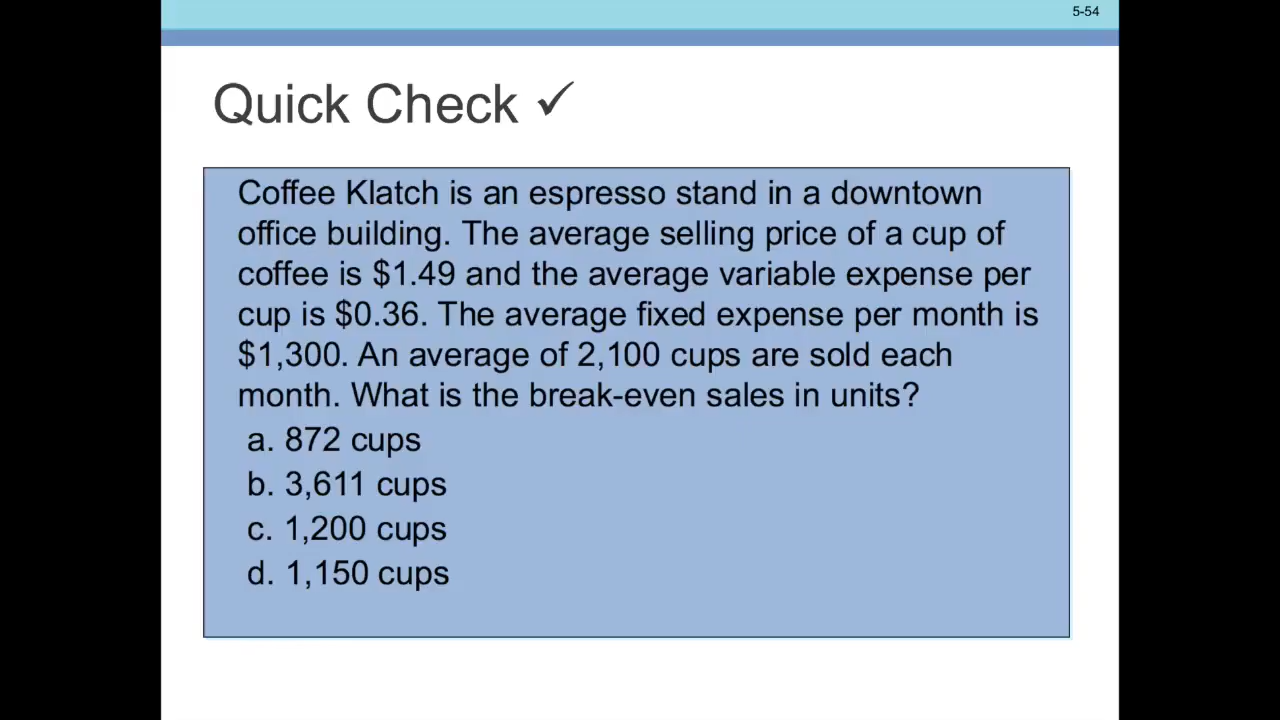 5-54
Quick Check ✓
Coffee Klatch is an espresso stand in a downtown
office building. The average selling price of a cup of
coffee is $1.49 and the average variable expense per
cup is $0.36. The average fixed expense per month is
$1,300. An average of 2,100 cups are sold each
month. What is the break-even sales in units?
a. 872 cups
b. 3,611 cups
c. 1,200 cups
d. 1,150 cups